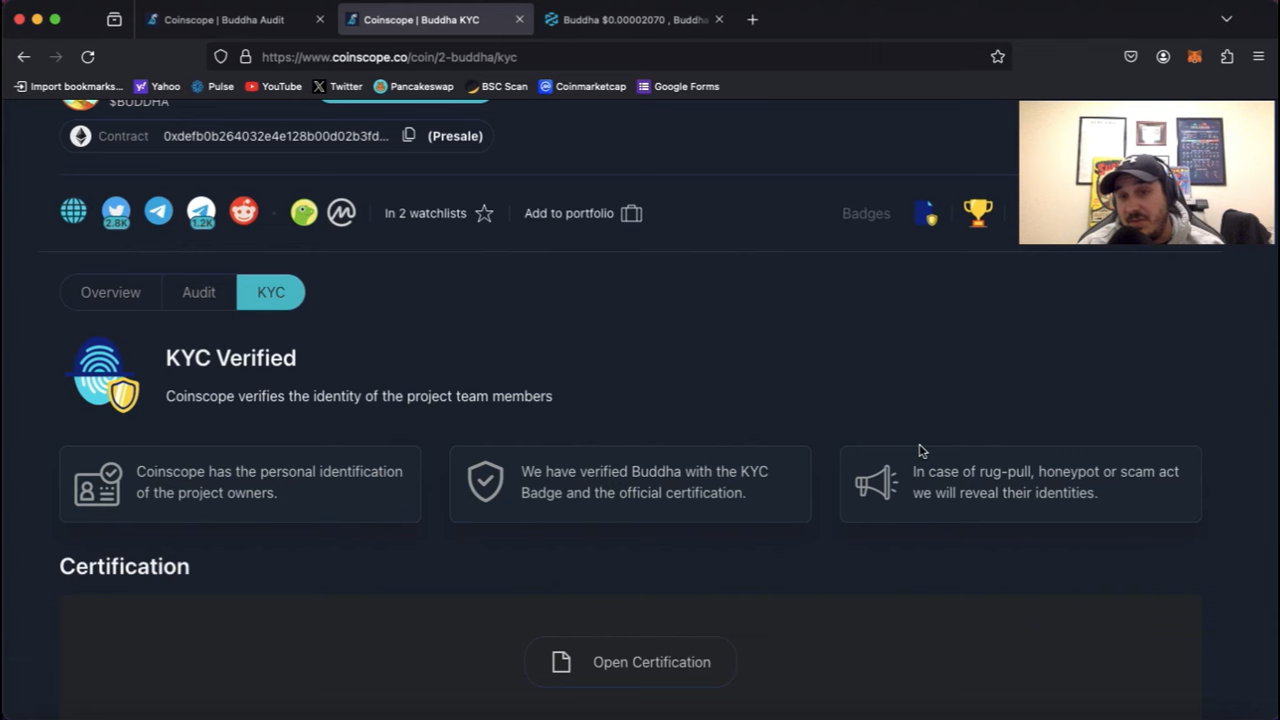 Coinscope | Buddha Audit
Coinscope | Buddha KYC
Buddha $0.00002070 , Buddha
https://www.coinscope.co/coin/2-buddha/kyc
Import bookmarks... Yahoo Pulse YouTube Twitter Pancakeswap BSC Scan Coinmarketcap Google Forms
$BUDDHA
Contract 0xdefb0b264032e4e128b00d02b3fd... (Presale)
2.8K 1.2K In 2 watchlists Add to portfolio Badges
Overview Audit KYC
KYC Verified
Coinscope verifies the identity of the project team members
Coinscope has the personal identification
of the project owners.
We have verified Buddha with the KYC
Badge and the official certification.
In case of rug-pull, honeypot or scam act
we will reveal their identities.
Certification
Open Certification